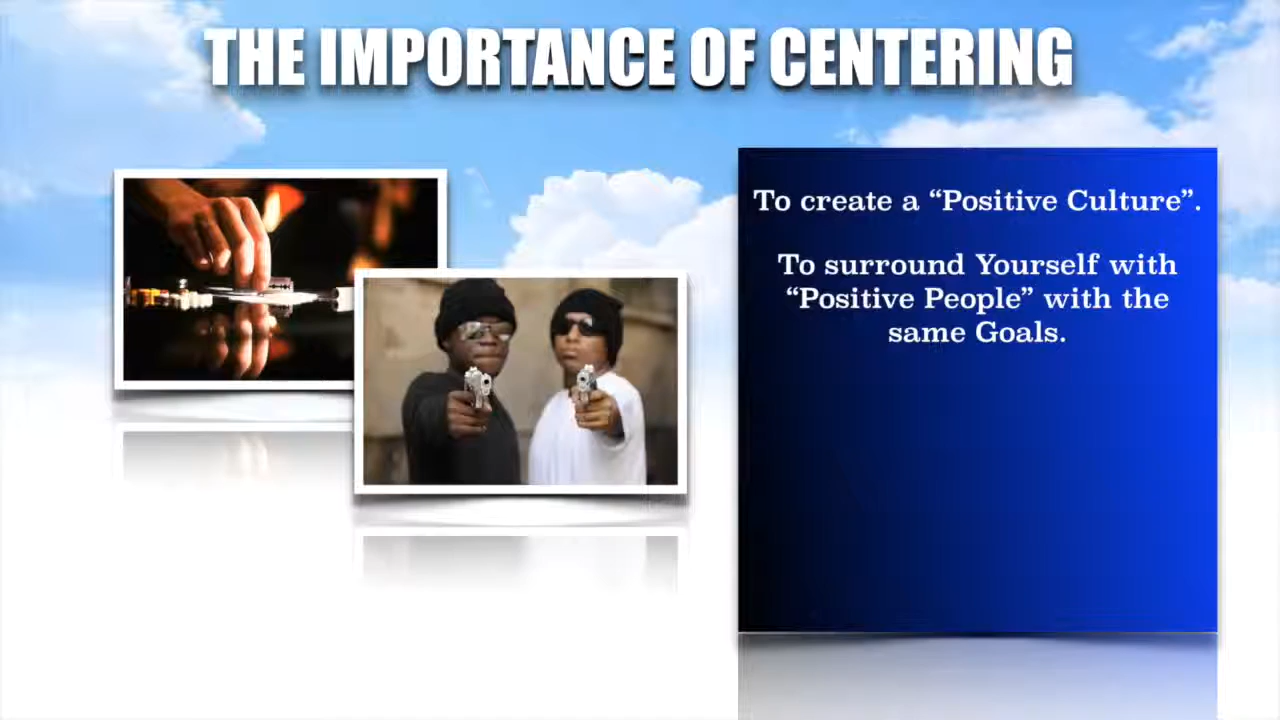 THE IMPORTANCE OF CENTERING
To create a “Positive Culture”.
To surround Yourself with
“Positive People” with the
same Goals.